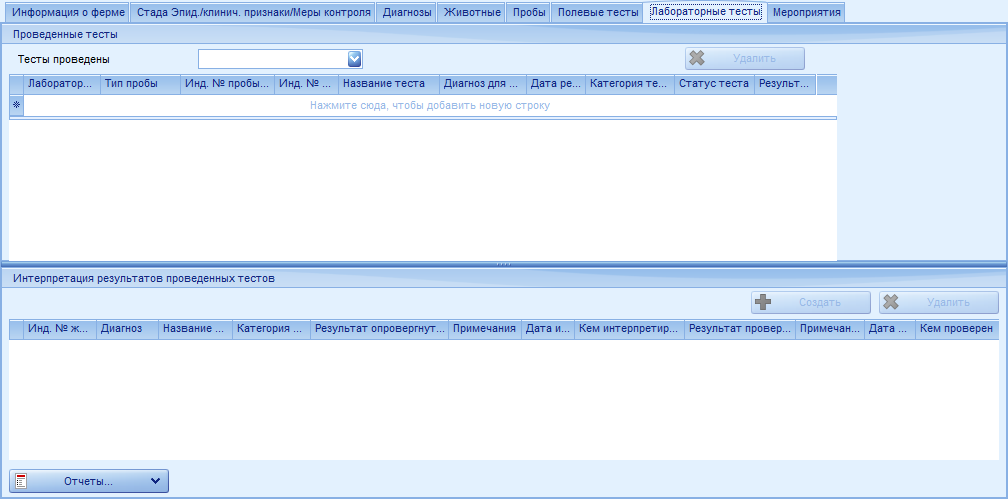 Информация о ферме Стада Эпид./клинич. признаки/Меры контроля Диагнозы Животные Пробы Полевые тесты Лабораторные тесты Мероприятия
Проведенные тесты
Тесты проведены Удалить
Лаборатор... Тип пробы Инд. № пробы... Инд. № ... Название теста Диагноз для ... Дата ре... Категория те... Статус теста Результ...
Нажмите сюда, чтобы добавить новую строку
Интерпретация результатов проведенных тестов
Создать Удалить
Инд. № ж... Диагноз Название ... Категория ... Результат опровергнут... Примечания Дата и... Кем интерпретир... Результат провер... Примечан... Дата ... Кем проверен
Отчеты...